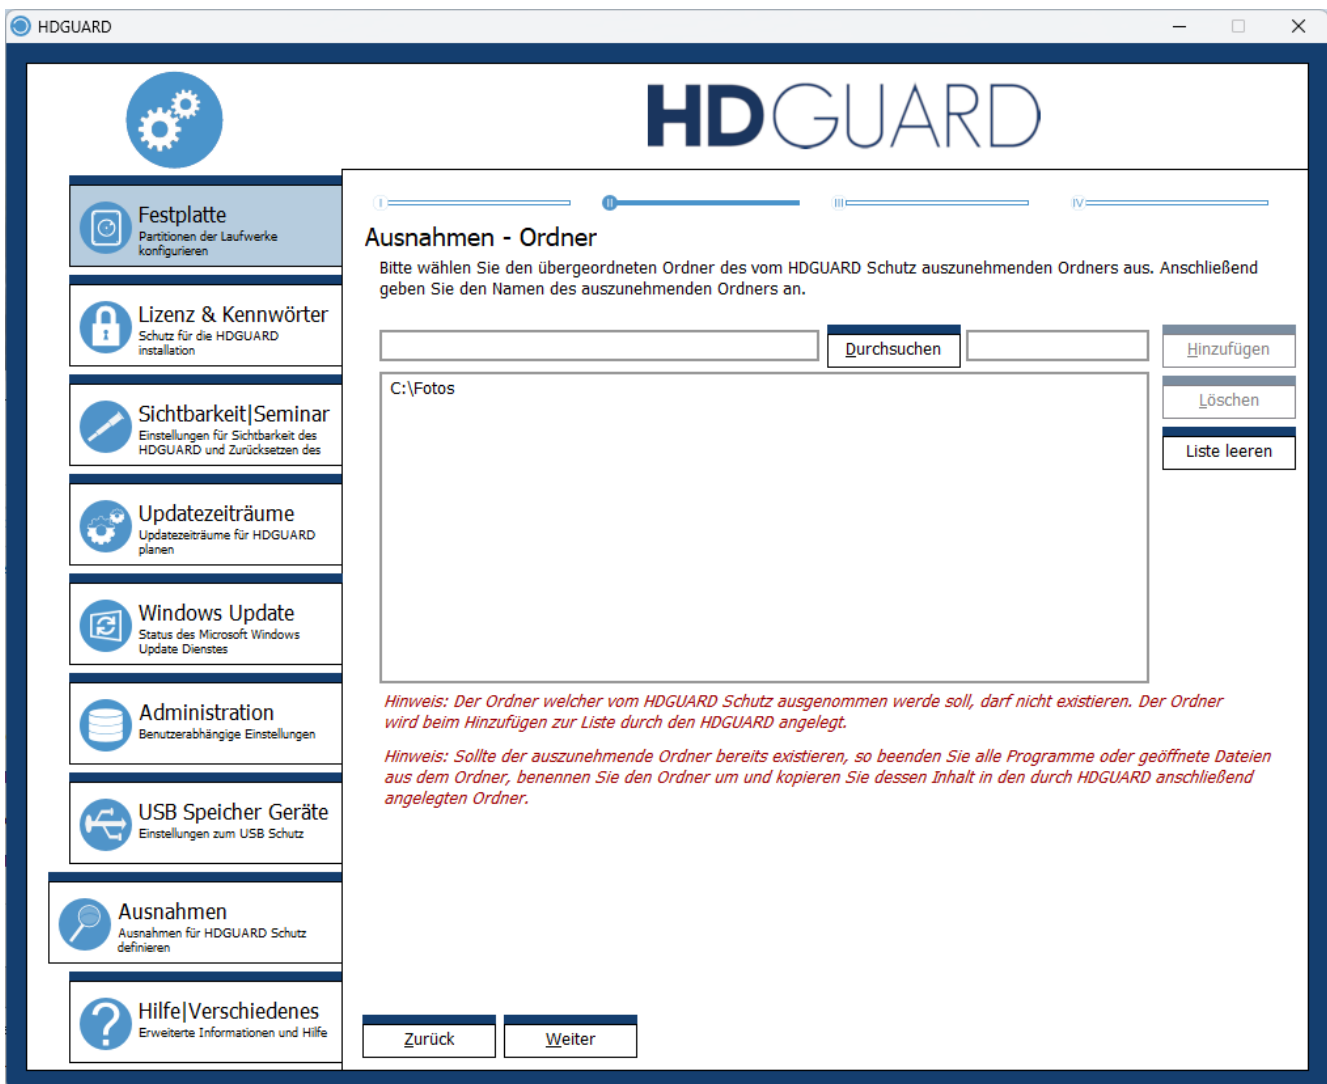 HDGUARD
HDGUARD
Festplatte
Partitionen der Laufwerke
konfigurieren
Lizenz & Kennwörter
Schutz für die HDGUARD
installation
Sichtbarkeit|Seminar
Einstellungen für Sichtbarkeit des
HDGUARD und Zurücksetzen des
Updatezeiträume
Updatezeiträume für HDGUARD
planen
Windows Update
Status des Microsoft Windows
Update Dienstes
Administration
Benutzerabhängige Einstellungen
USB Speicher Geräte
Einstellungen zum USB Schutz
Ausnahmen
Ausnahmen für HDGUARD Schutz
definieren
Hilfe|Verschiedenes
Erweiterte Informationen und Hilfe
I II III IV
Ausnahmen - Ordner
Bitte wählen Sie den übergeordneten Ordner des vom HDGUARD Schutz auszunehmenden Ordners aus. Anschließend
geben Sie den Namen des auszunehmenden Ordners an.
Durchsuchen
Hinzufügen
C:\Fotos
Löschen
Liste leeren
Hinweis: Der Ordner welcher vom HDGUARD Schutz ausgenommen werde soll, darf nicht existieren. Der Ordner
wird beim Hinzufügen zur Liste durch den HDGUARD angelegt.
Hinweis: Sollte der auszunehmende Ordner bereits existieren, so beenden Sie alle Programme oder geöffnete Dateien
aus dem Ordner, benennen Sie den Ordner um und kopieren Sie dessen Inhalt in den durch HDGUARD anschließend
angelegten Ordner.
Zurück
Weiter